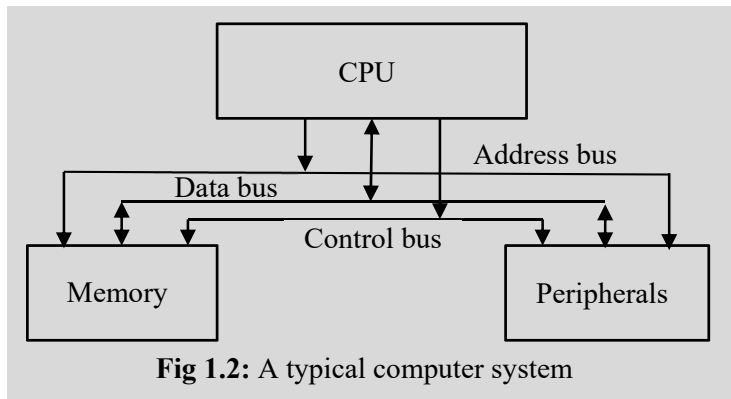 CPU
Address bus
Data bus
Control bus
Memory
Peripherals
Fig 1.2: A typical computer system